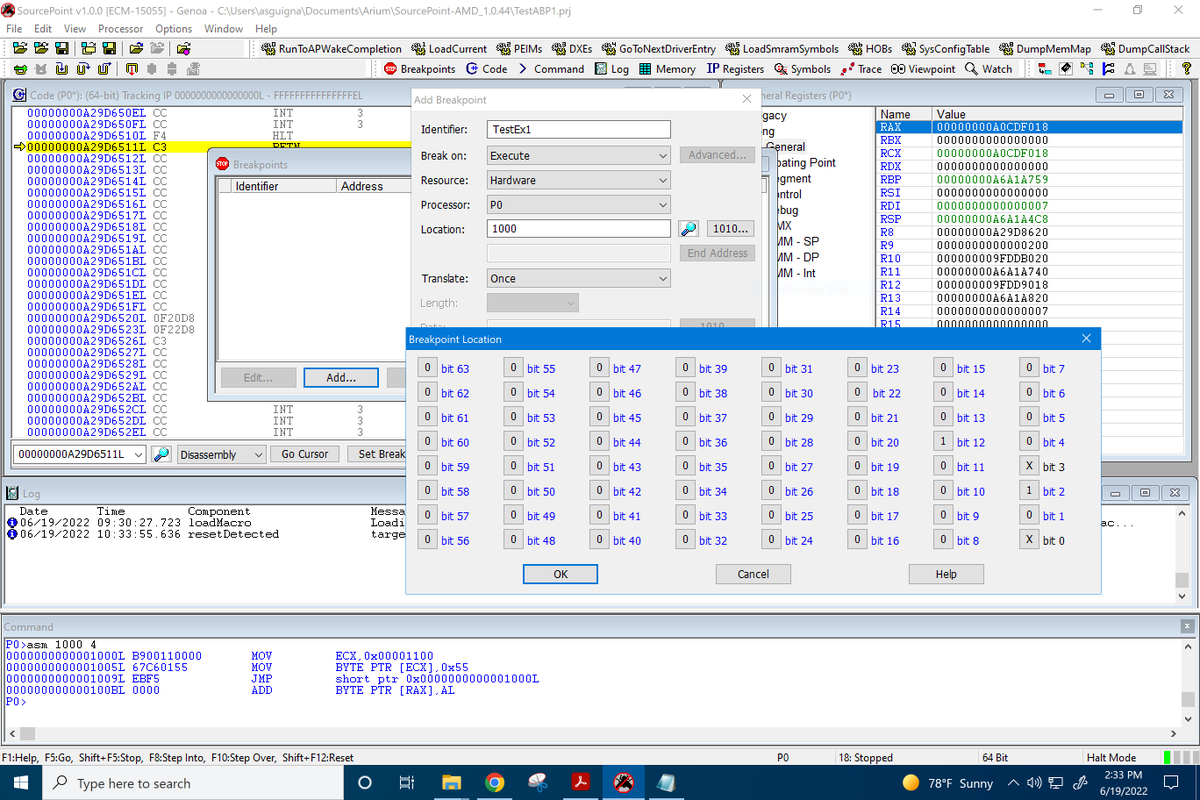 SourcePoint v1.0.0 [ECM-15055] - Genoa - C:\Users\asguigna\Documents\Arium\SourcePoint-AMD_1.0.44\TestABP1.prj
File Edit View Processor Options Window Help
RunToAPWakeCompletion LoadCurrent PEIMs DXEs GoToNextDriverEntry LoadSmramSymbols HOBs SysConfigTable DumpMemMap DumpCallStack
Breakpoints Code Command Log Memory IP Registers Symbols Trace Viewpoint Watch
Code (P0*): (64-bit) Tracking IP 0000000000000000L - FFFFFFFFFFFFFFFFL
00000000A29D650EL CC INT 3
00000000A29D650FL CC INT 3
00000000A29D6510L F4 HLT
00000000A29D6511L C3 RETN
00000000A29D6512L CC
00000000A29D6513L CC
00000000A29D6514L CC
00000000A29D6515L CC
00000000A29D6516L CC
00000000A29D6517L CC
00000000A29D6518L CC
00000000A29D6519L CC
00000000A29D651AL CC
00000000A29D651BL CC
00000000A29D651CL CC
00000000A29D651DL CC
00000000A29D651EL CC
00000000A29D651FL CC
00000000A29D6520L 0F20D8
00000000A29D6523L 0F22D8
00000000A29D6526L C3
00000000A29D6527L CC
00000000A29D6528L CC
00000000A29D6529L CC
00000000A29D652AL CC
00000000A29D652BL CC
00000000A29D652CL CC INT 3
00000000A29D652DL CC INT 3
00000000A29D652EL CC INT 3
00000000A29D6511L Disassembly Go Cursor Set Break
Breakpoints
Identifier Address
Edit... Add...
Add Breakpoint
Identifier: TestEx1
Break on: Execute Advanced...
Resource: Hardware
Processor: P0
Location: 1000 1010...
End Address
Translate: Once
Length:
Data: 1010...
neral Registers (P0*)
gacy
ng
General
oating Point
egment
ontrol
ebug
MX
MM - SP
MM - DP
MM - Int
Name Value
RAX 00000000A0CDF018
RBX 0000000000000000
RCX 00000000A0CDF018
RDX 0000000000000000
RBP 00000000A6A1A759
RSI 0000000000000000
RDI 0000000000000007
RSP 00000000A6A1A4C8
R8 00000000A29D8620
R9 0000000000000200
R10 000000009FDDB020
R11 00000000A6A1A740
R12 000000009FDD9018
R13 00000000A6A1A820
R14 0000000000000007
R15 0000000000000000
Breakpoint Location
0 bit 63 0 bit 55 0 bit 47 0 bit 39 0 bit 31 0 bit 23 0 bit 15 0 bit 7
0 bit 62 0 bit 54 0 bit 46 0 bit 38 0 bit 30 0 bit 22 0 bit 14 0 bit 6
0 bit 61 0 bit 53 0 bit 45 0 bit 37 0 bit 29 0 bit 21 0 bit 13 0 bit 5
0 bit 60 0 bit 52 0 bit 44 0 bit 36 0 bit 28 0 bit 20 1 bit 12 0 bit 4
0 bit 59 0 bit 51 0 bit 43 0 bit 35 0 bit 27 0 bit 19 0 bit 11 X bit 3
0 bit 58 0 bit 50 0 bit 42 0 bit 34 0 bit 26 0 bit 18 0 bit 10 1 bit 2
0 bit 57 0 bit 49 0 bit 41 0 bit 33 0 bit 25 0 bit 17 0 bit 9 0 bit 1
0 bit 56 0 bit 48 0 bit 40 0 bit 32 0 bit 24 0 bit 16 0 bit 8 X bit 0
OK Cancel Help
Log
Date Time Component Messa
06/19/2022 09:30:27.723 loadMacro Loadi ac...
06/19/2022 10:33:55.636 resetDetected targe
Command
P0>asm 1000 4
0000000000001000L B900110000 MOV ECX,0x00001100
0000000000001005L 67C60155 MOV BYTE PTR [ECX],0x55
0000000000001009L EBF5 JMP short ptr 0x0000000000001000L
000000000000100BL 0000 ADD BYTE PTR [RAX],AL
P0>
F1:Help, F5:Go, Shift+F5:Stop, F8:Step Into, F10:Step Over, Shift+F12:Reset P0 18: Stopped 64 Bit Halt Mode
Type here to search 78°F Sunny 2:33 PM
6/19/2022